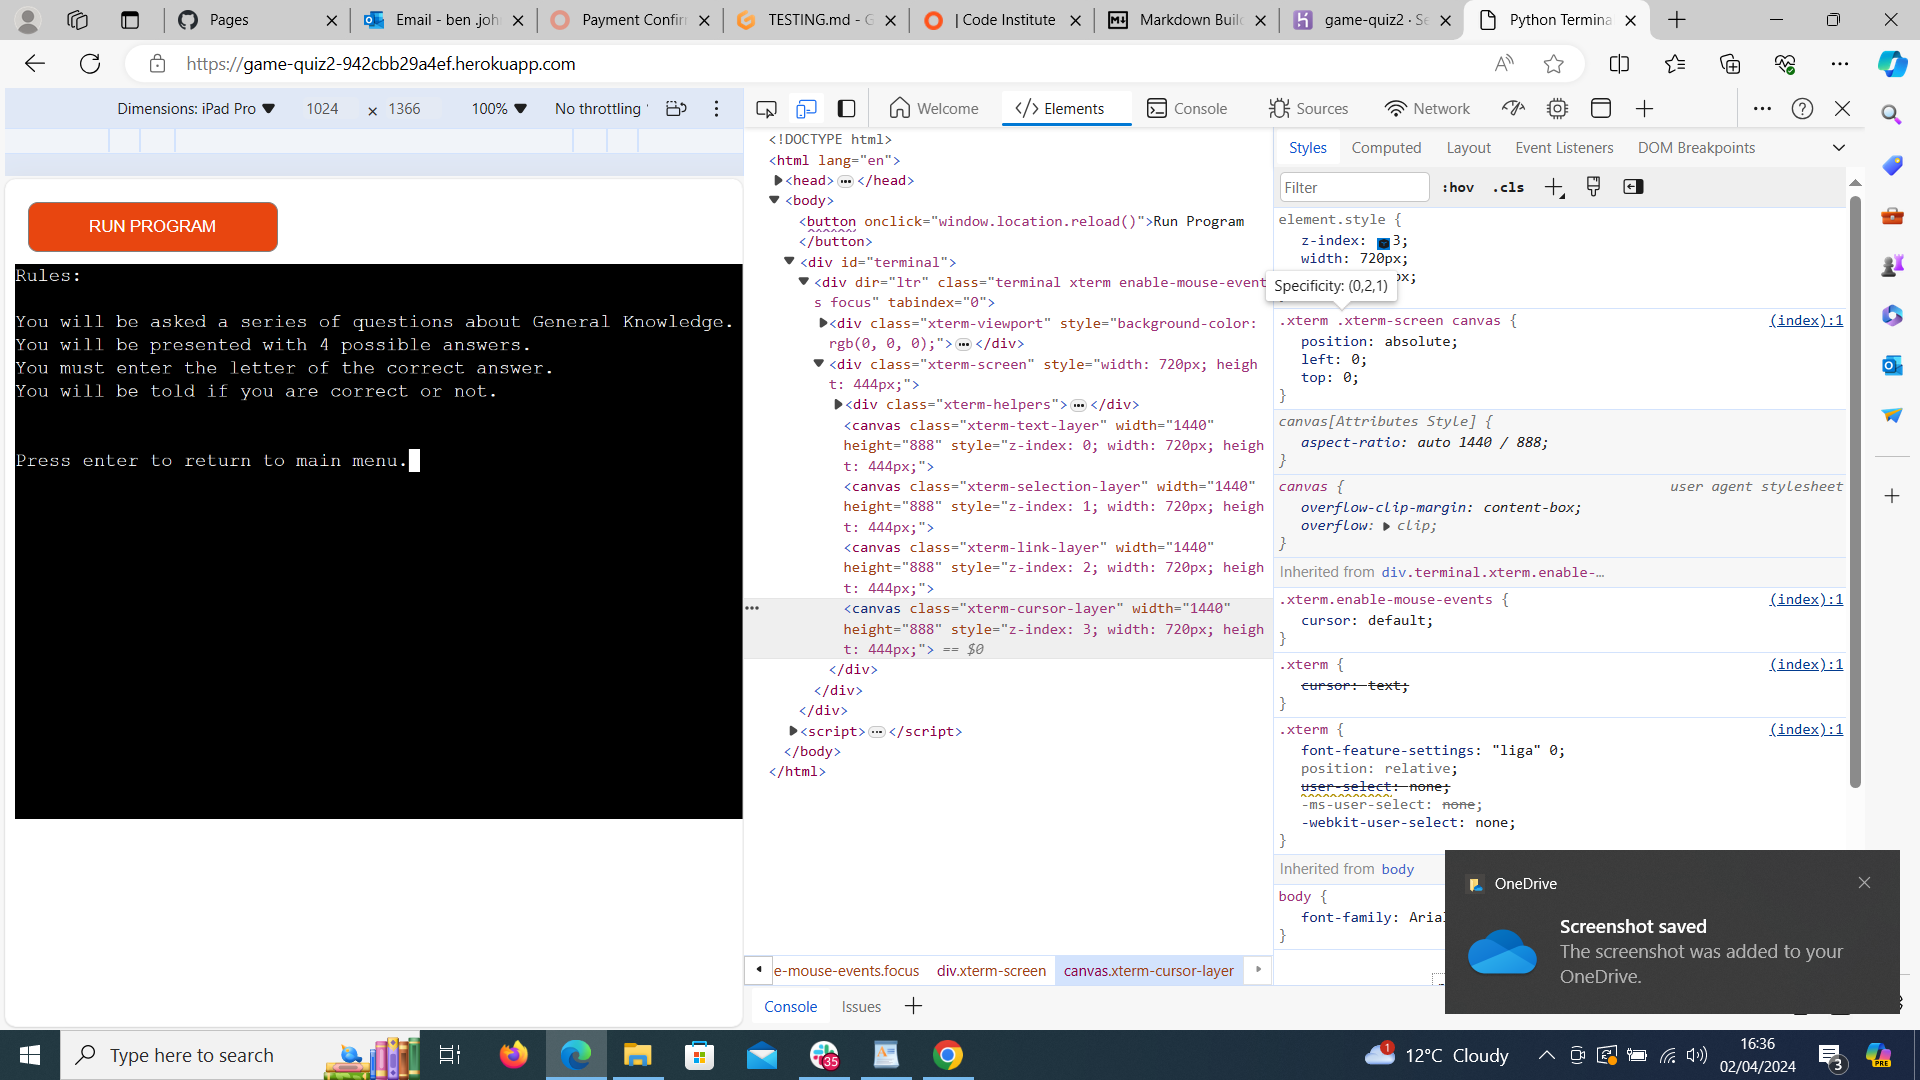 Pages
Email - ben .joh
Payment Confir
TESTING.md - G
| Code Institute
Markdown Buil
game-quiz2 · Se
Python Termina
https://game-quiz2-942cbb29a4ef.herokuapp.com
Dimensions: iPad Pro ▼ 1024 × 1366 100% ▼ No throttling
Welcome
Elements
Console
Sources
Network
RUN PROGRAM
Rules:
You will be asked a series of questions about General Knowledge.
You will be presented with 4 possible answers.
You must enter the letter of the correct answer.
You will be told if you are correct or not.
Press enter to return to main menu.
<!DOCTYPE html>
<html lang="en">
<head> ••• </head>
<body>
<button onclick="window.location.reload()">Run Program
</button>
<div id="terminal">
<div dir="ltr" class="terminal xterm enable-mouse-event
s focus" tabindex="0">
<div class="xterm-viewport" style="background-color:
rgb(0, 0, 0);"> ••• </div>
<div class="xterm-screen" style="width: 720px; heigh
t: 444px;">
<div class="xterm-helpers"> ••• </div>
<canvas class="xterm-text-layer" width="1440"
height="888" style="z-index: 0; width: 720px; heigh
t: 444px;">
<canvas class="xterm-selection-layer" width="1440"
height="888" style="z-index: 1; width: 720px; heigh
t: 444px;">
<canvas class="xterm-link-layer" width="1440"
height="888" style="z-index: 2; width: 720px; heigh
t: 444px;">
<canvas class="xterm-cursor-layer" width="1440"
height="888" style="z-index: 3; width: 720px; heigh
t: 444px;"> == $0
</div>
</div>
</div>
<script> ••• </script>
</body>
</html>
e-mouse-events.focus div.xterm-screen canvas.xterm-cursor-layer
Console Issues
Styles Computed Layout Event Listeners DOM Breakpoints
Filter :hov .cls
element.style {
z-index: 3;
width: 720px;
px;
Specificity: (0,2,1)
.xterm .xterm-screen canvas { (index):1
position: absolute;
left: 0;
top: 0;
}
canvas[Attributes Style] {
aspect-ratio: auto 1440 / 888;
}
canvas { user agent stylesheet
overflow-clip-margin: content-box;
overflow: clip;
}
Inherited from div.terminal.xterm.enable-…
.xterm.enable-mouse-events { (index):1
cursor: default;
}
.xterm { (index):1
cursor: text;
}
.xterm { (index):1
font-feature-settings: "liga" 0;
position: relative;
user-select: none;
-ms-user-select: none;
-webkit-user-select: none;
}
Inherited from body
body {
font-family: Arial
}
OneDrive
Screenshot saved
The screenshot was added to your
OneDrive.
Type here to search
35
1
12°C Cloudy
16:36
02/04/2024
3
PRE